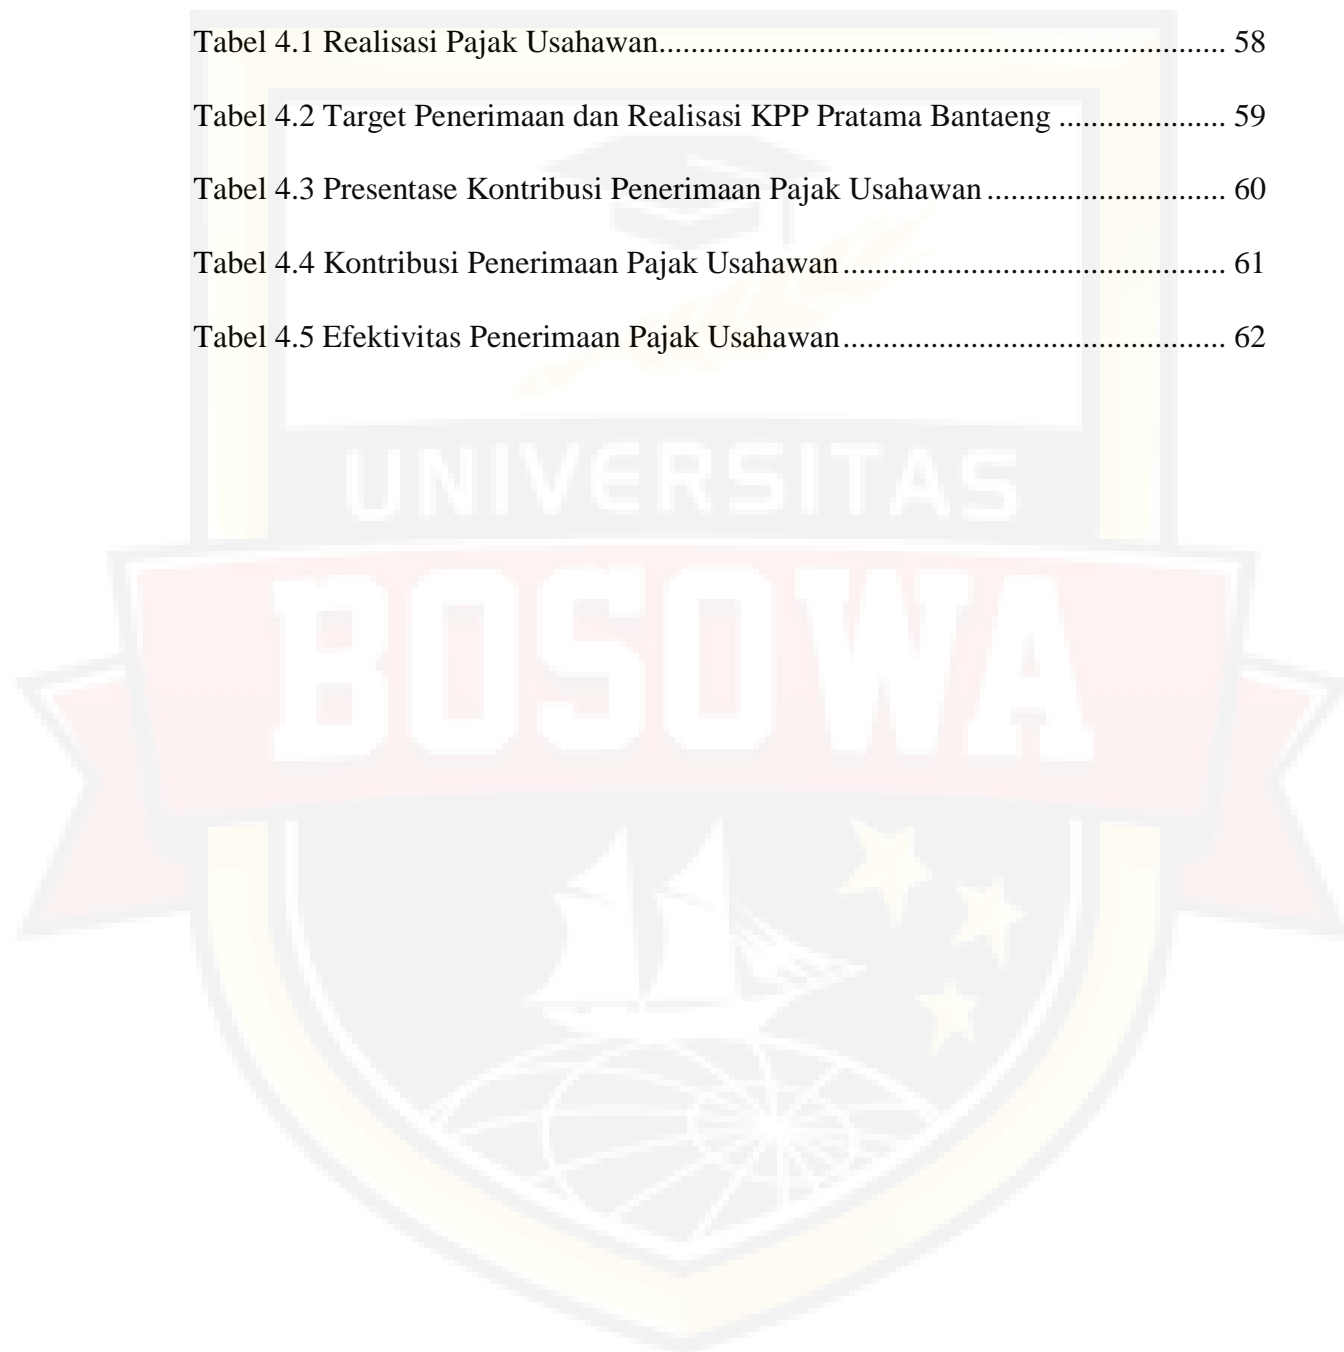 Tabel 4.1 Realisasi Pajak Usahawan....................................................................... 58
Tabel 4.2 Target Penerimaan dan Realisasi KPP Pratama Bantaeng ..................... 59
Tabel 4.3 Presentase Kontribusi Penerimaan Pajak Usahawan .............................. 60
Tabel 4.4 Kontribusi Penerimaan Pajak Usahawan ................................................ 61
Tabel 4.5 Efektivitas Penerimaan Pajak Usahawan ................................................ 62
UNIVERSITAS
BOSOWA